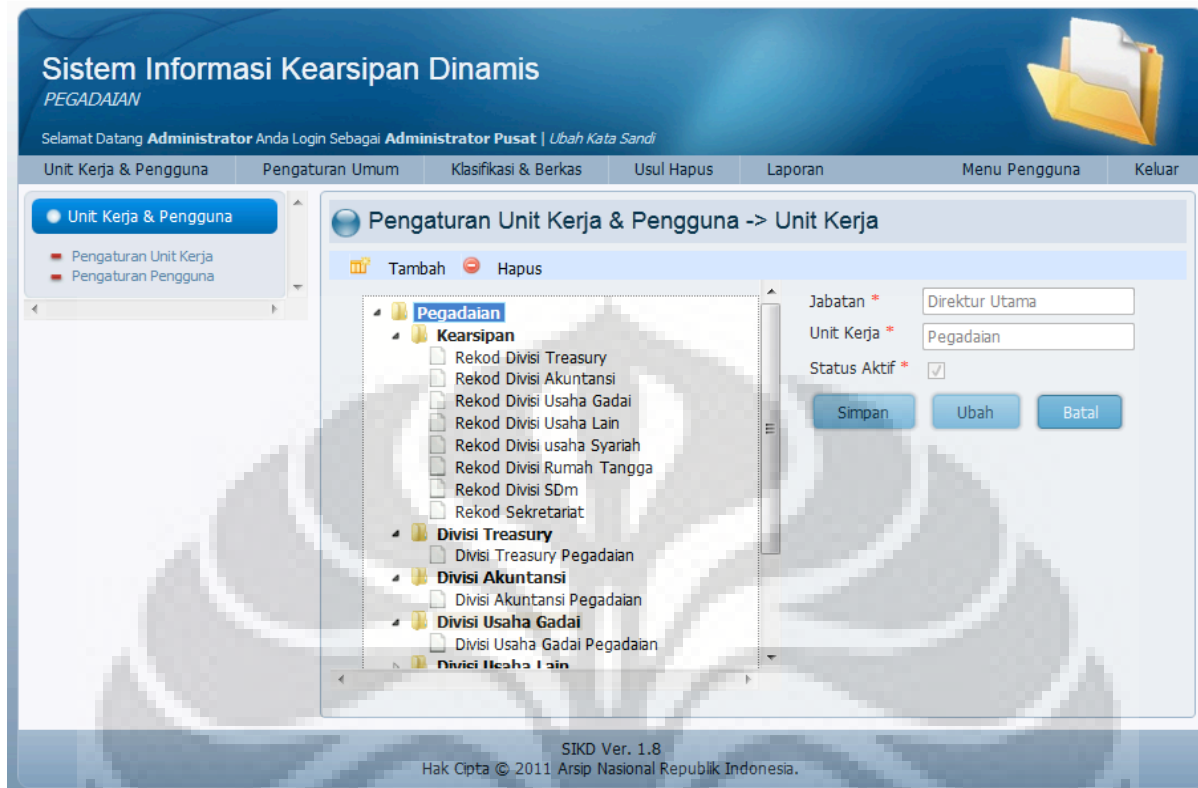 Sistem Informasi Kearsipan Dinamis
PEGADAIAN
Selamat Datang Administrator Anda Login Sebagai Administrator Pusat | Ubah Kata Sandi
Unit Kerja & Pengguna Pengaturan Umum Klasifikasi & Berkas Usul Hapus Laporan Menu Pengguna Keluar
Unit Kerja & Pengguna
Pengaturan Unit Kerja
Pengaturan Pengguna
Pengaturan Unit Kerja & Pengguna -> Unit Kerja
Tambah Hapus
Pegadaian
Kearsipan
Rekod Divisi Treasury
Rekod Divisi Akuntansi
Rekod Divisi Usaha Gadai
Rekod Divisi Usaha Lain
Rekod Divisi usaha Syariah
Rekod Divisi Rumah Tangga
Rekod Divisi SDm
Rekod Sekretariat
Divisi Treasury
Divisi Treasury Pegadaian
Divisi Akuntansi
Divisi Akuntansi Pegadaian
Divisi Usaha Gadai
Divisi Usaha Gadai Pegadaian
Divisi Usaha Lain
Jabatan * Direktur Utama
Unit Kerja * Pegadaian
Status Aktif *
Simpan Ubah Batal
SIKD Ver. 1.8
Hak Cipta © 2011 Arsip Nasional Republik Indonesia.